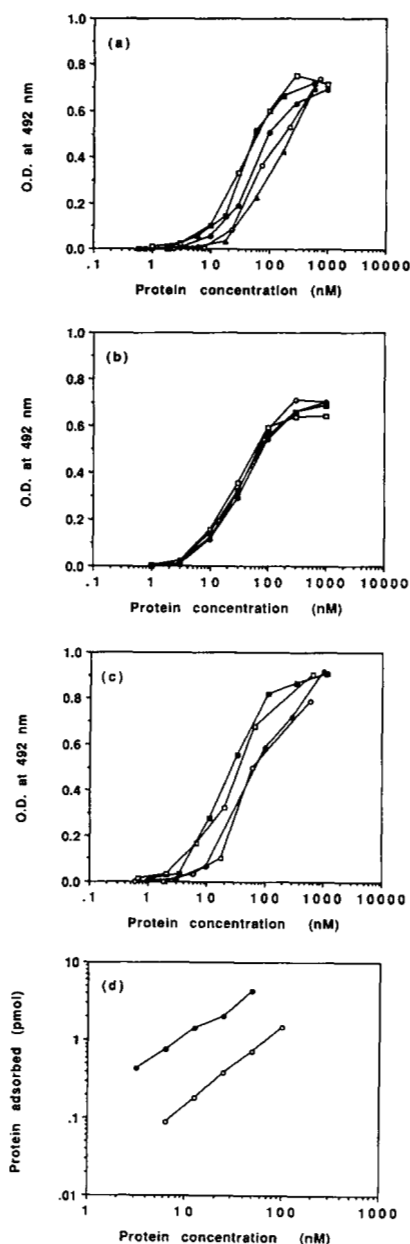 (a)
1.0
0.8
0.6
0.4
0.2
0.0
O.D. at 492 nm
.1 1 10 100 1000 10000
Protein concentration (nM)
(b)
1.0
0.8
0.6
0.4
0.2
0.0
O.D. at 492 nm
.1 1 10 100 1000 10000
Protein concentration (nM)
(c)
1.0
0.8
0.6
0.4
0.2
0.0
O.D. at 492 nm
.1 1 10 100 1000 10000
Protein concentration (nM)
(d)
10
1
.1
.01
Protein adsorbed (pmol)
1 10 100 1000
Protein concentration (nM)